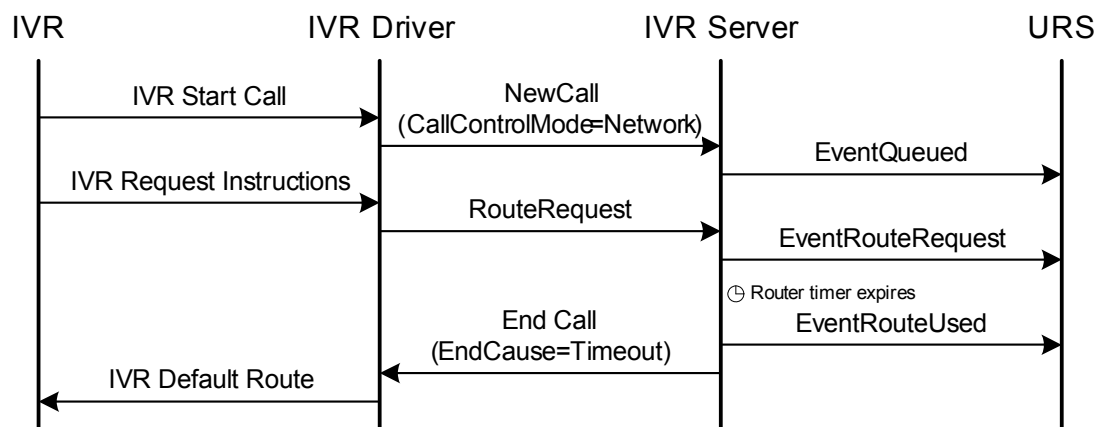 IVR
IVR Driver
IVR Server
URS
IVR Start Call
NewCall
(CallControlMode=Network)
EventQueued
IVR Request Instructions
RouteRequest
EventRouteRequest
Router timer expires
EventRouteUsed
End Call
(EndCause=Timeout)
IVR Default Route